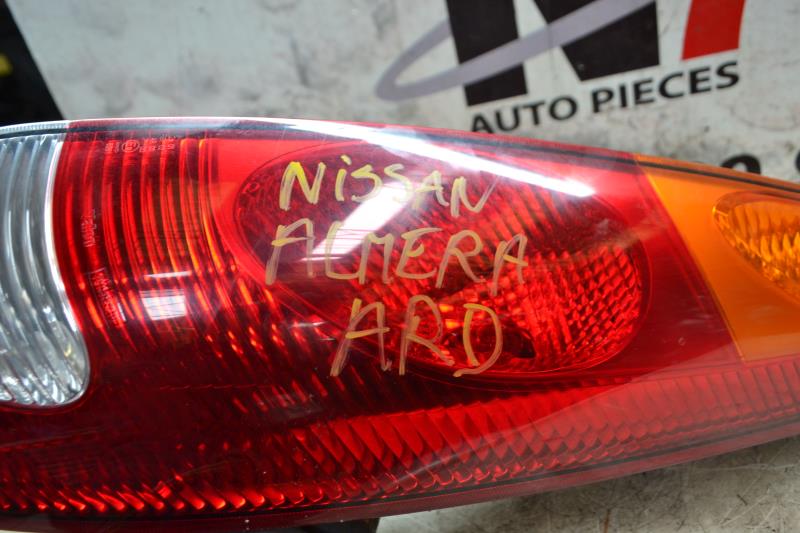 AUTO PIECES
NISSAN
ALMERA
ARD